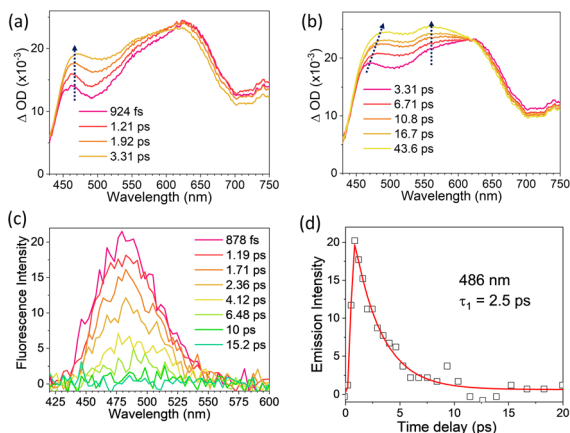 (a)
Δ OD (x10⁻³)
20
10
0
450 500 550 600 650 700 750
Wavelength (nm)
924 fs
1.21 ps
1.92 ps
3.31 ps
(b)
Δ OD (x10⁻³)
20
10
0
450 500 550 600 650 700 750
Wavelength (nm)
3.31 ps
6.71 ps
10.8 ps
16.7 ps
43.6 ps
(c)
Fluorescence Intensity
20
15
10
5
0
425 450 475 500 525 550 575 600
Wavelength (nm)
878 fs
1.19 ps
1.71 ps
2.36 ps
4.12 ps
6.48 ps
10 ps
15.2 ps
(d)
Emission Intensity
20
15
10
5
0
0 5 10 15 20
Time delay (ps)
486 nm
τ₁ = 2.5 ps